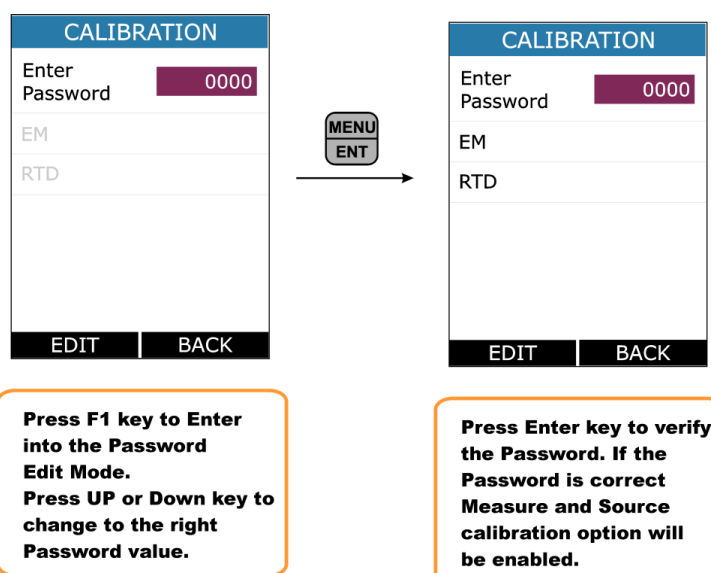 CALIBRATION
Enter
Password
0000
EM
RTD
EDIT
BACK
MENU
ENT
CALIBRATION
Enter
Password
0000
EM
RTD
EDIT
BACK
Press F1 key to Enter
into the Password
Edit Mode.
Press UP or Down key to
change to the right
Password value.
Press Enter key to verify
the Password. If the
Password is correct
Measure and Source
calibration option will
be enabled.